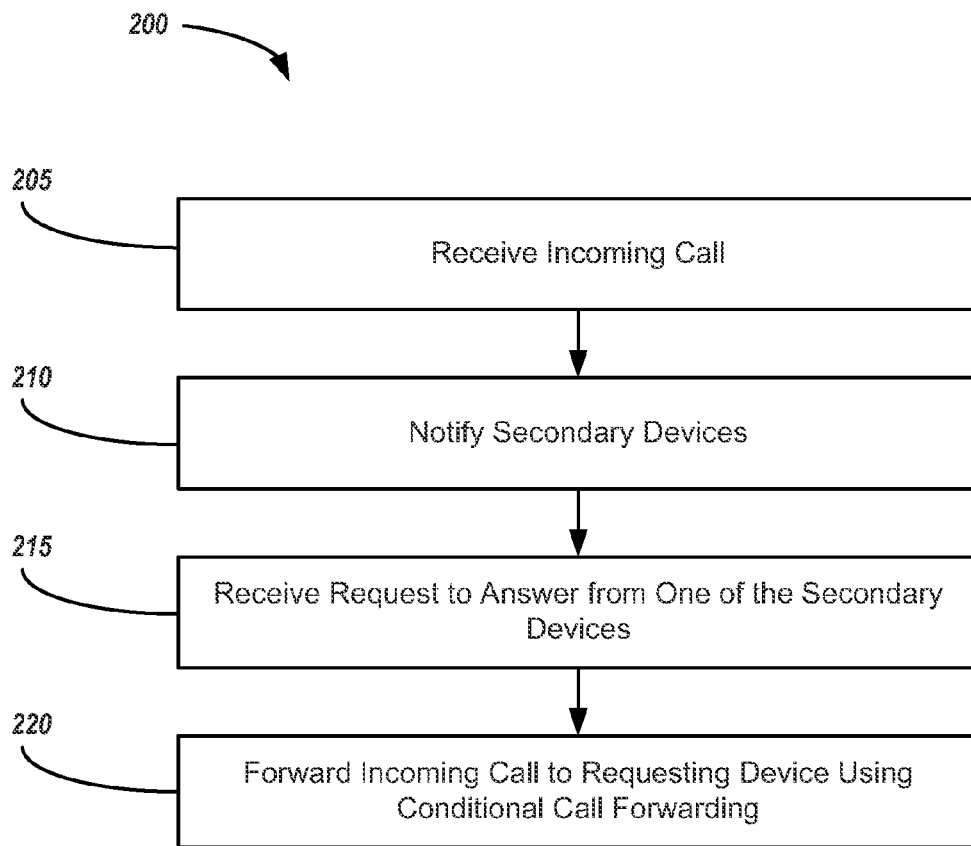 200
205
Receive Incoming Call
210
Notify Secondary Devices
215
Receive Request to Answer from One of the Secondary
Devices
220
Forward Incoming Call to Requesting Device Using
Conditional Call Forwarding